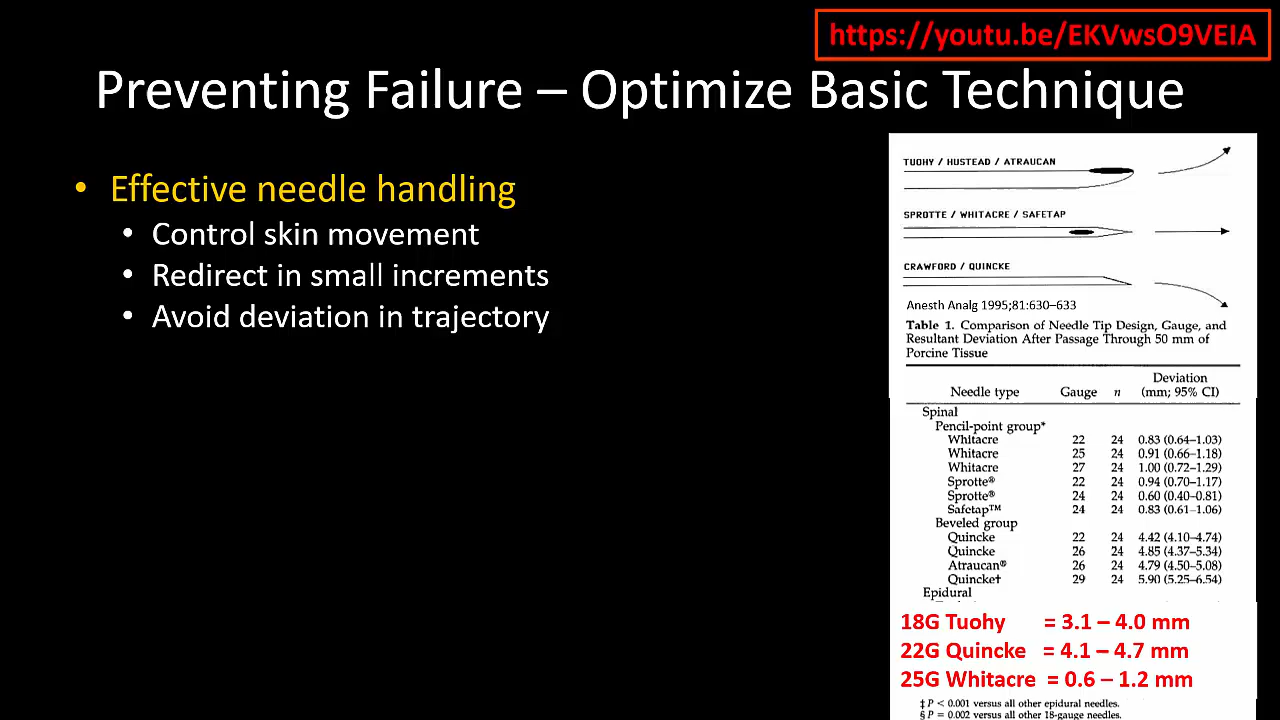 https://youtu.be/EKVwsO9VEIA
Preventing Failure – Optimize Basic Technique
• Effective needle handling
• Control skin movement
• Redirect in small increments
• Avoid deviation in trajectory
TUOHY / HUSTEAD / ATRAUCAN
SPROTTE / WHITACRE / SAFETAP
CRAWFORD / QUINCKE
Anesth Analg 1995;81:630–633
Table 1. Comparison of Needle Tip Design, Gauge, and
Resultant Deviation After Passage Through 50 mm of
Porcine Tissue
Deviation
Needle type Gauge n (mm; 95% CI)
Spinal
Pencil-point group*
Whitacre 22 24 0.83 (0.64–1.03)
Whitacre 25 24 0.91 (0.66–1.18)
Whitacre 27 24 1.00 (0.72–1.29)
Sprotte® 22 24 0.94 (0.70–1.17)
Sprotte® 24 24 0.60 (0.40–0.81)
Safetap™ 24 24 0.83 (0.61–1.06)
Beveled group
Quincke 22 24 4.42 (4.10–4.74)
Quincke 26 24 4.85 (4.37–5.34)
Atraucan® 26 24 4.79 (4.50–5.08)
Quincke† 29 24 5.90 (5.25–6.54)
Epidural
18G Tuohy = 3.1 – 4.0 mm
22G Quincke = 4.1 – 4.7 mm
25G Whitacre = 0.6 – 1.2 mm
‡ P < 0.001 versus all other epidural needles.
§ P = 0.002 versus all other 18-gauge needles.